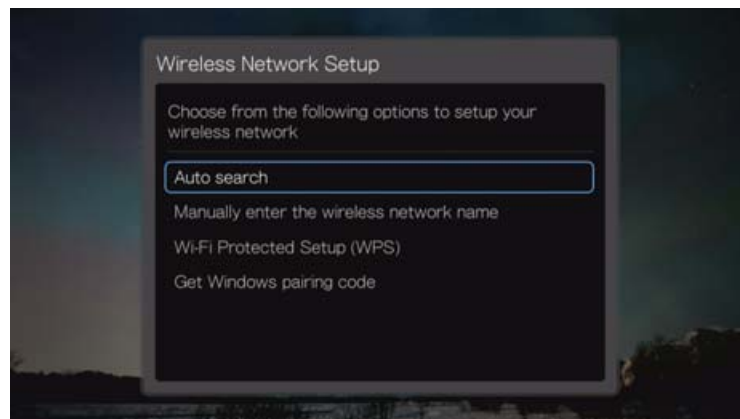 Wireless Network Setup
Choose from the following options to setup your
wireless network
Auto search
Manually enter the wireless network name
Wi-Fi Protected Setup (WPS)
Get Windows pairing code